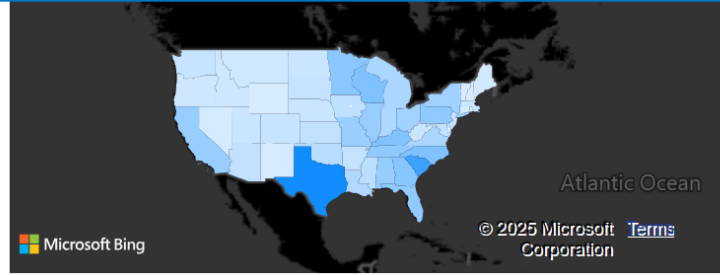 Atlantic Ocean
© 2025 Microsoft Terms
Corporation
Microsoft Bing